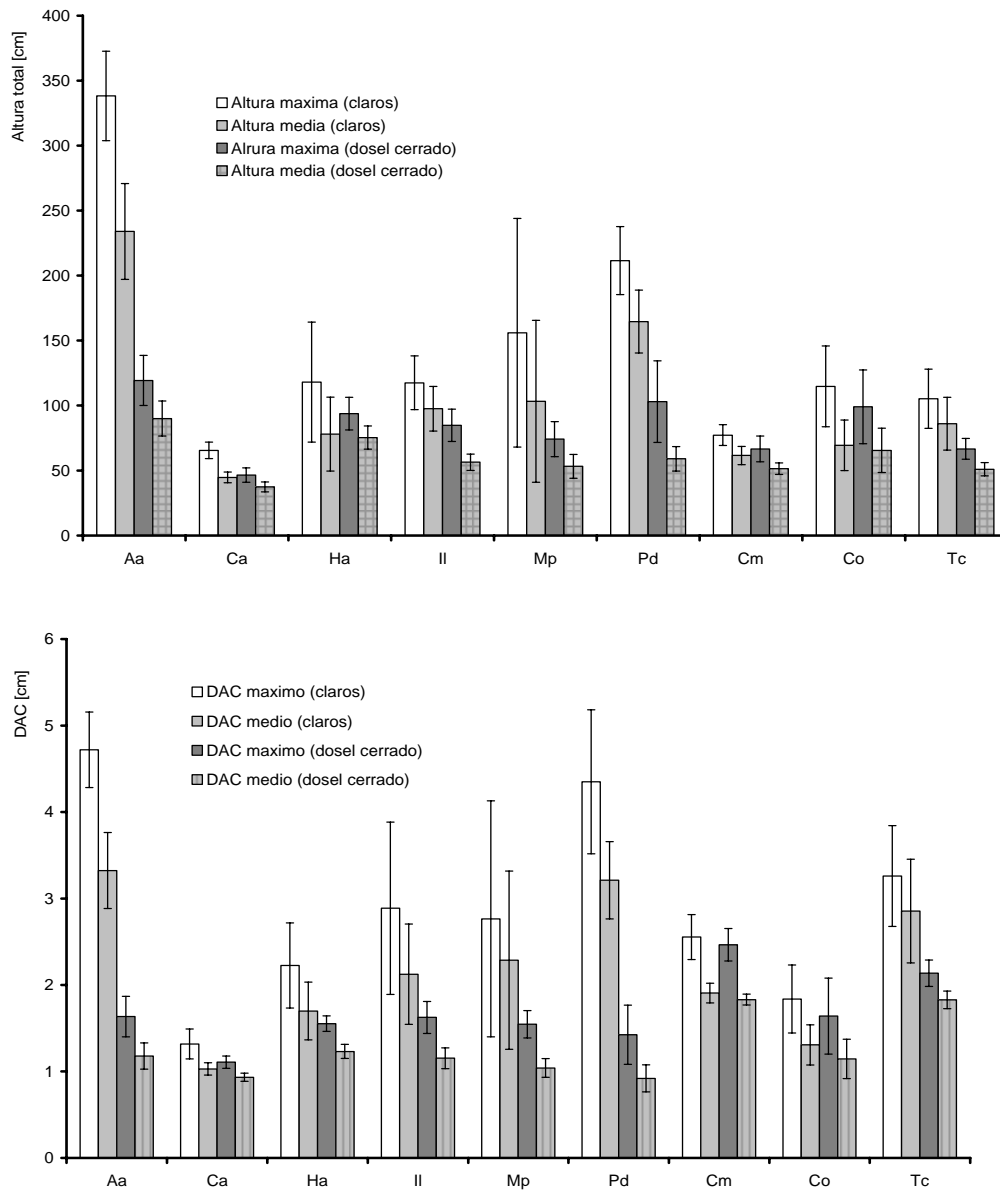 400
350
300
250
200
150
100
50
0
Altura total [cm]
Altura maxima (claros)
Altura media (claros)
Alrura maxima (dosel cerrado)
Altura media (dosel cerrado)
Aa Ca Ha Il Mp Pd Cm Co Tc
6
5
4
3
2
1
0
DAC [cm]
DAC maximo (claros)
DAC medio (claros)
DAC maximo (dosel cerrado)
DAC medio (dosel cerrado)
Aa Ca Ha Il Mp Pd Cm Co Tc